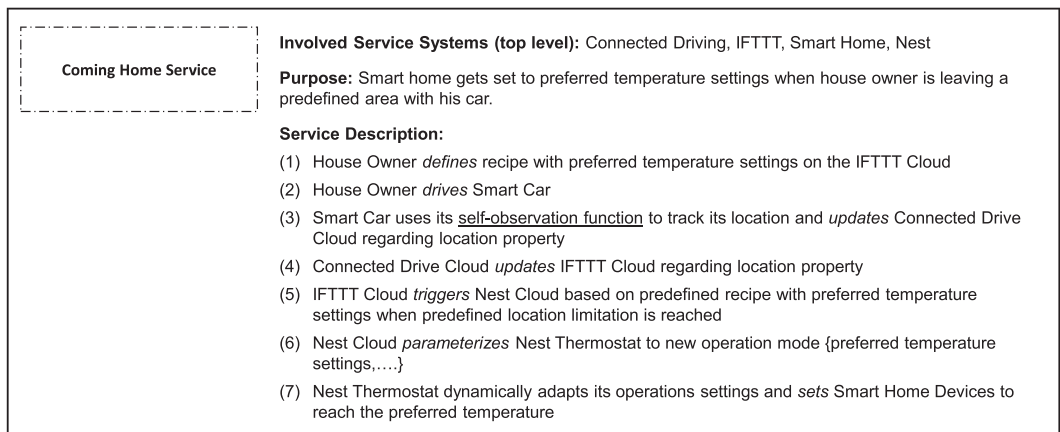 Coming Home Service
Involved Service Systems (top level): Connected Driving, IFTTT, Smart Home, Nest
Purpose: Smart home gets set to preferred temperature settings when house owner is leaving a
predefined area with his car.
Service Description:
(1) House Owner defines recipe with preferred temperature settings on the IFTTT Cloud
(2) House Owner drives Smart Car
(3) Smart Car uses its self-observation function to track its location and updates Connected Drive
Cloud regarding location property
(4) Connected Drive Cloud updates IFTTT Cloud regarding location property
(5) IFTTT Cloud triggers Nest Cloud based on predefined recipe with preferred temperature
settings when predefined location limitation is reached
(6) Nest Cloud parameterizes Nest Thermostat to new operation mode {preferred temperature
settings,….}
(7) Nest Thermostat dynamically adapts its operations settings and sets Smart Home Devices to
reach the preferred temperature